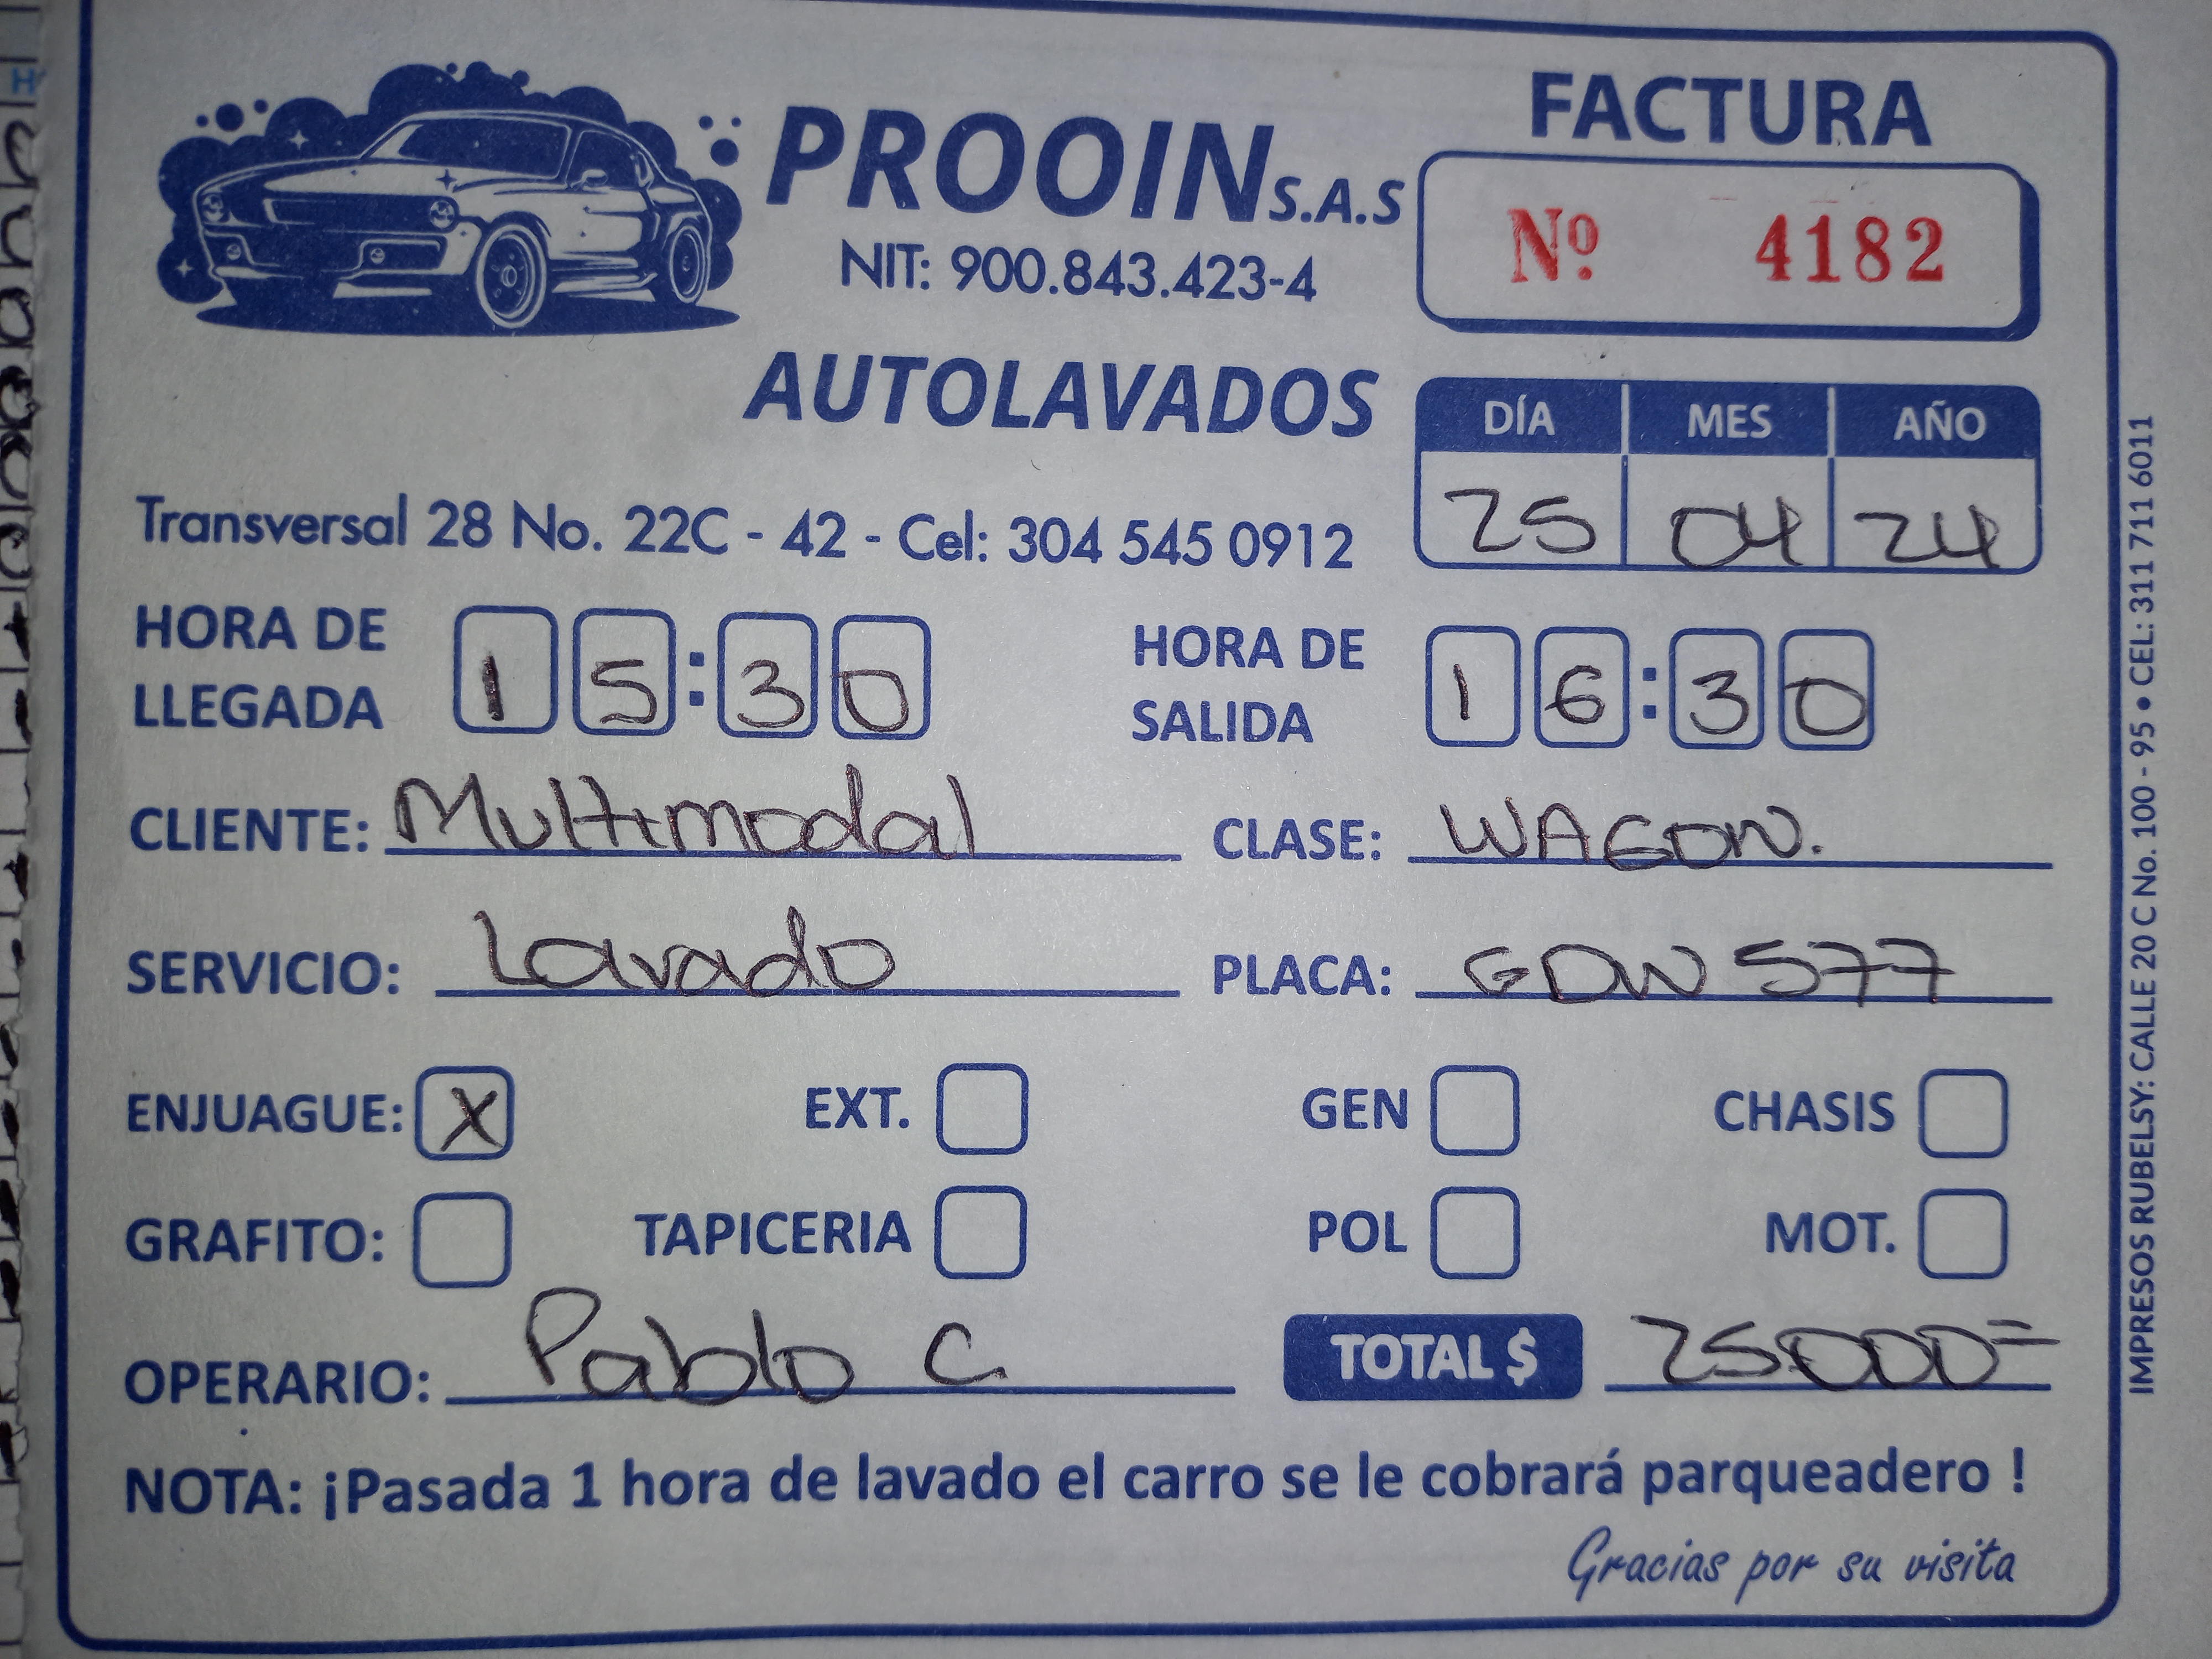 PROOIN S.A.S
NIT: 900.843.423-4
AUTOLAVADOS
FACTURA
Nº 4182
DÍA MES AÑO
25 04 24
Transversal 28 No. 22C - 42 - Cel: 304 545 0912
HORA DE LLEGADA 15:30
HORA DE SALIDA 16:30
CLIENTE: Multimodal CLASE: WAGON.
SERVICIO: Lavado PLACA: GDW 577
ENJUAGUE: X EXT. GEN CHASIS
GRAFITO: TAPICERIA POL MOT.
OPERARIO: Pablo C TOTAL $ 25000=
NOTA: ¡Pasada 1 hora de lavado el carro se le cobrará parqueadero !
Gracias por su visita
IMPRESOS RUBELSY: CALLE 20 C No. 100 - 95 • CEL: 311 711 6011